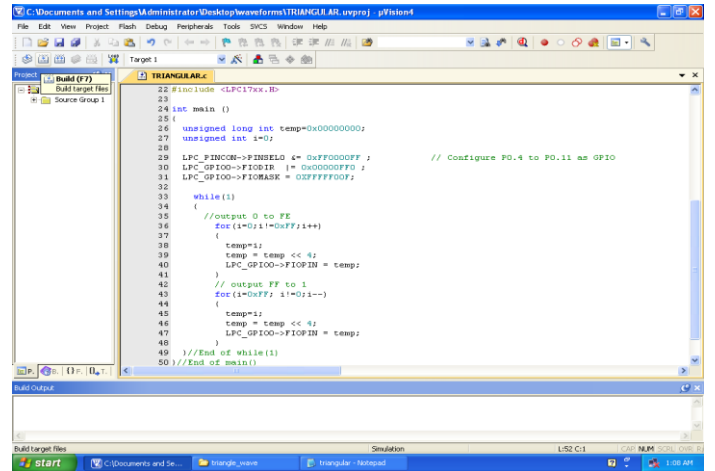 C:\Documents and Settings\Administrator\Desktop\waveforms\TRIANGULAR.uvproj - µVision4
File Edit View Project Flash Debug Peripherals Tools SVCS Window Help
Target 1
Project
Build (F7)
Build target files
Source Group 1
TRIANGULAR.c
22 #include <LPC17xx.H>
23
24 int main ()
25 {
26 unsigned long int temp=0x00000000;
27 unsigned int i=0;
28
29 LPC_PINCON->PINSEL0 &= 0xFF0000FF ; // Configure P0.4 to P0.11 as GPIO
30 LPC_GPIO0->FIODIR |= 0x00000FF0 ;
31 LPC_GPIO0->FIOMASK = 0XFFFFF00F;
32
33 while(1)
34 {
35 //output 0 to FE
36 for(i=0;i!=0xFF;i++)
37 {
38 temp=i;
39 temp = temp << 4;
40 LPC_GPIO0->FIOPIN = temp;
41 }
42 // output FF to 1
43 for(i=0xFF; i!=0;i--)
44 {
45 temp=i;
46 temp = temp << 4;
47 LPC_GPIO0->FIOPIN = temp;
48 }
49 }//End of while(1)
50 }//End of main()
P... B... {} F... 0. T...
Build Output
Build target files Simulation L:52 C:1 CAP NUM SCRL OVR R
start C:\Documents and Se... triangle_wave triangular - Notepad 1:08 AM